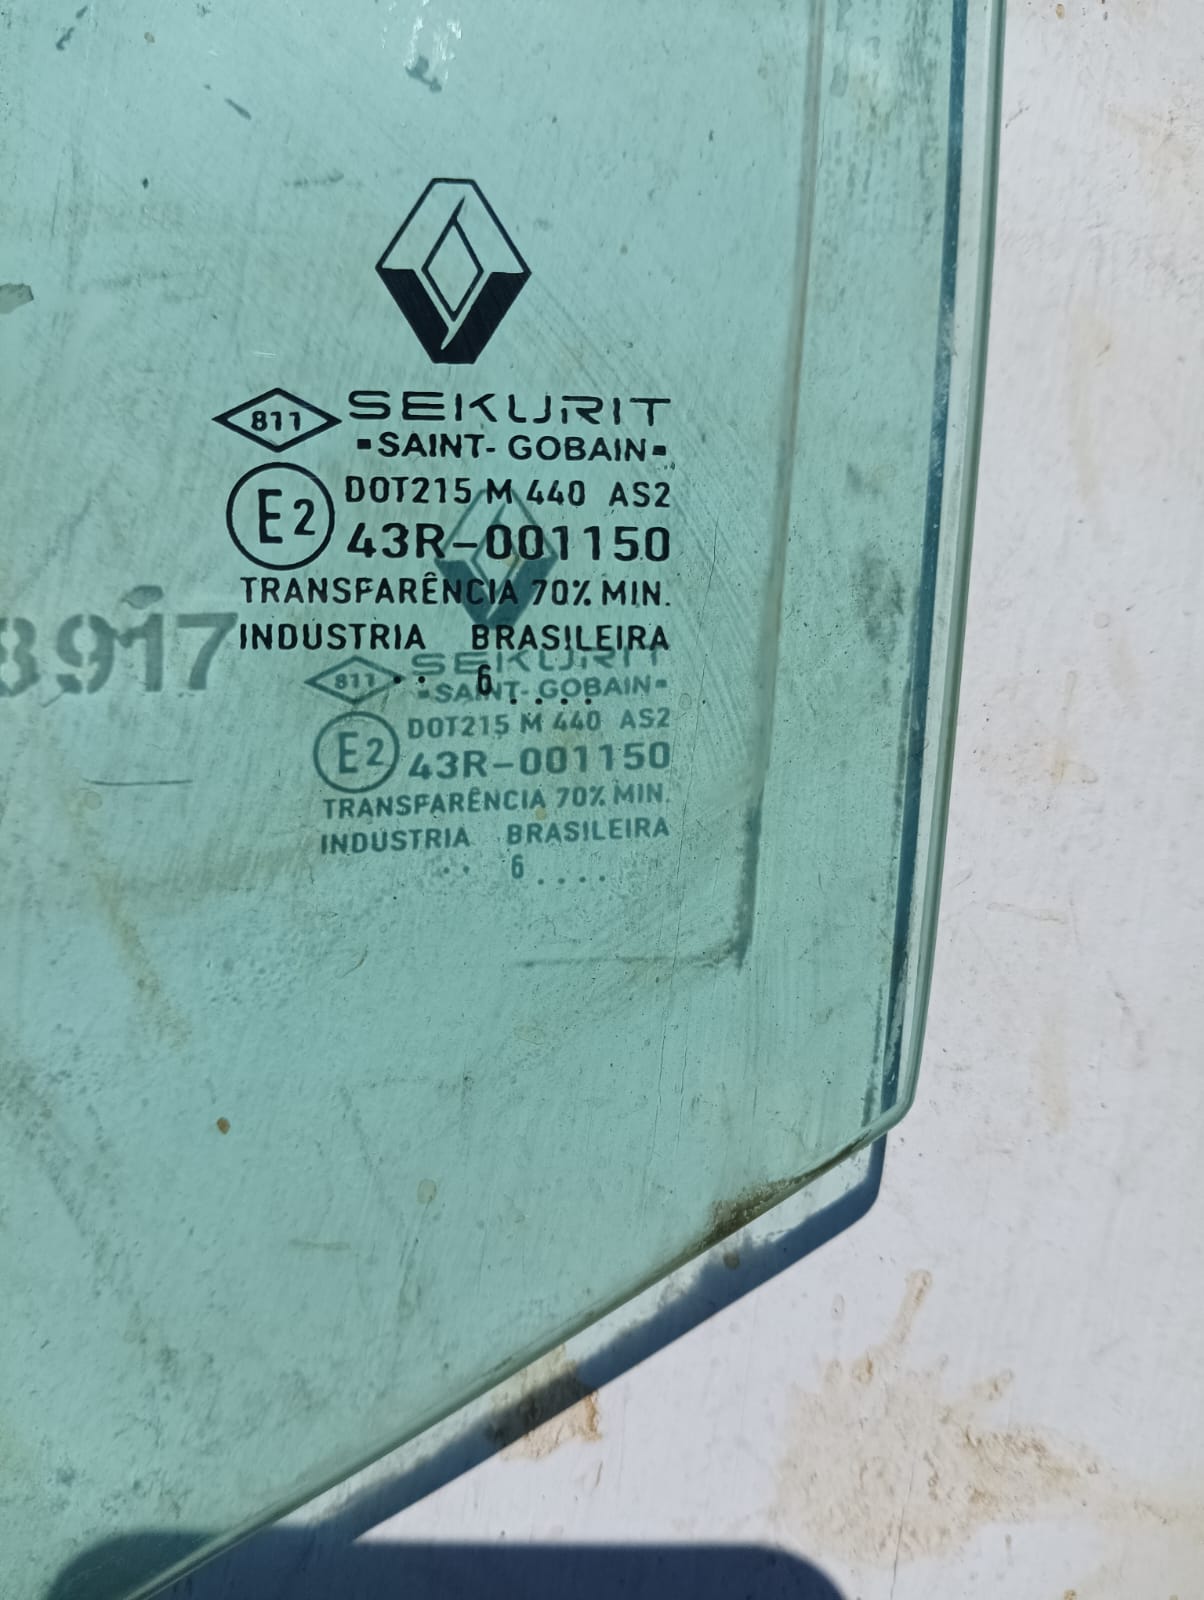 811 SEKURIT
SAINT-GOBAIN
E2 DOT215 M 440 AS2
43R-001150
TRANSPARÊNCIA 70% MIN.
INDUSTRIA BRASILEIRA
.. 6 ....
8917
811 SEKURIT
SAINT-GOBAIN
E2 DOT215 M 440 AS2
43R-001150
TRANSPARÊNCIA 70% MIN.
INDUSTRIA BRASILEIRA
.. 6 ....